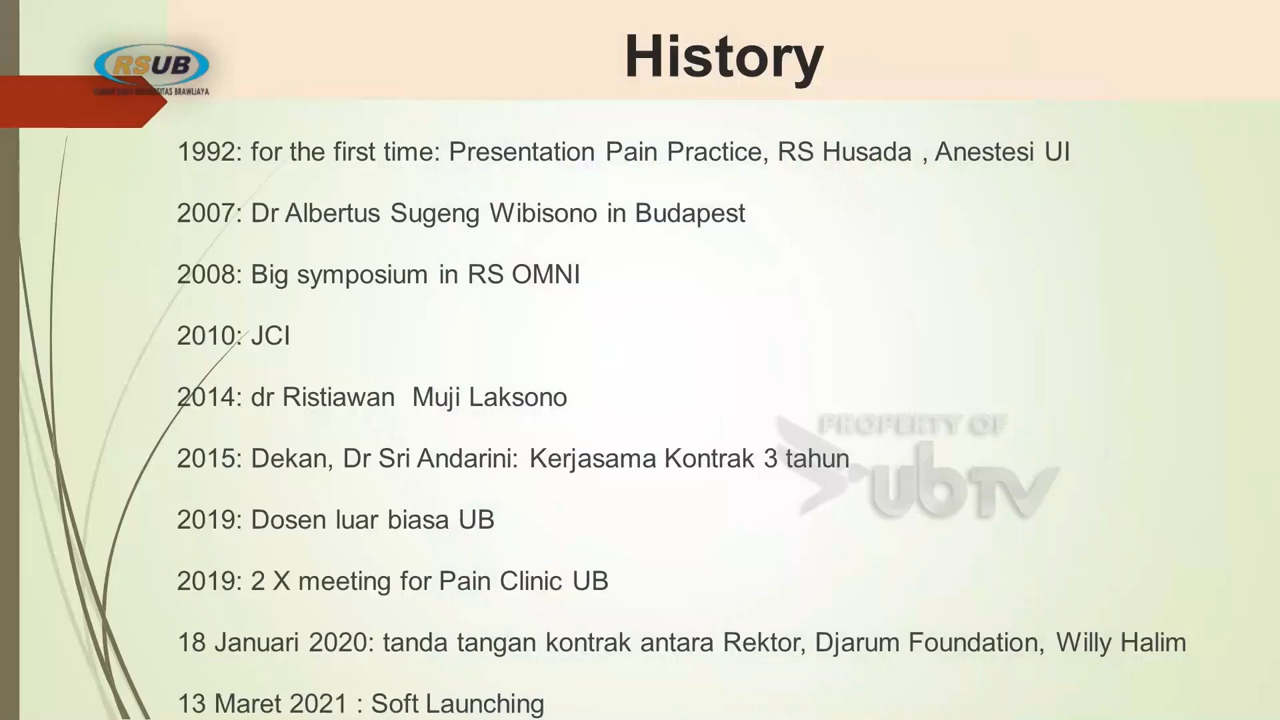 History
RSUB
1992: for the first time: Presentation Pain Practice, RS Husada , Anestesi UI
2007: Dr Albertus Sugeng Wibisono in Budapest
2008: Big symposium in RS OMNI
2010: JCI
2014: dr Ristiawan Muji Laksono
2015: Dekan, Dr Sri Andarini: Kerjasama Kontrak 3 tahun
PROPERTY OF
UBTV
2019: Dosen luar biasa UB
2019: 2 X meeting for Pain Clinic UB
18 Januari 2020: tanda tangan kontrak antara Rektor, Djarum Foundation, Willy Halim
13 Maret 2021 : Soft Launching